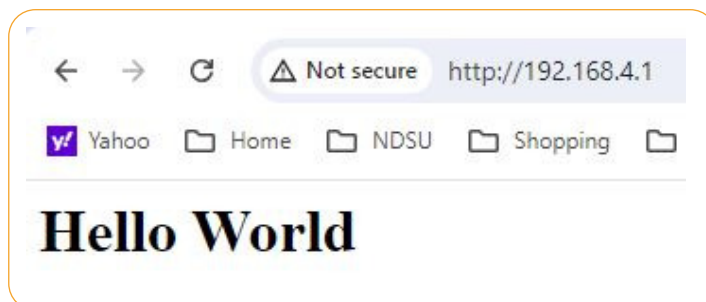 Not secure http://192.168.4.1
y! Yahoo Home NDSU Shopping
Hello World